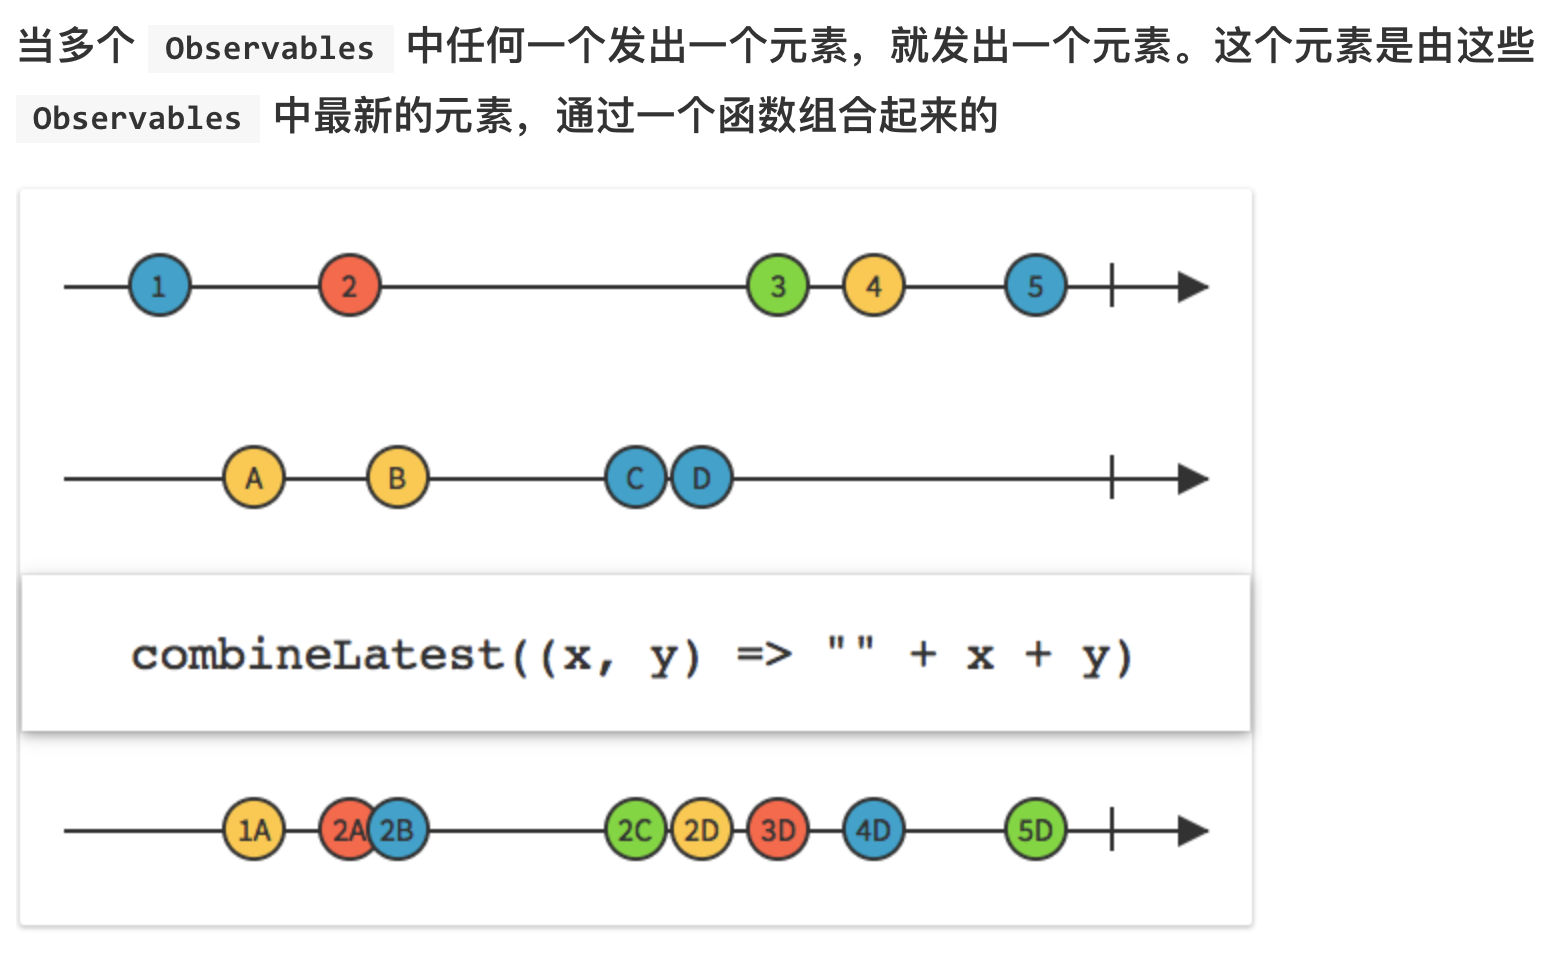 当多个 Observables 中任何一个发出一个元素，就发出一个元素。这个元素是由这些
Observables 中最新的元素，通过一个函数组合起来的
1 2 3 4 5
A B C D
combineLatest((x, y) => "" + x + y)
1A 2A 2B 2C 2D 3D 4D 5D